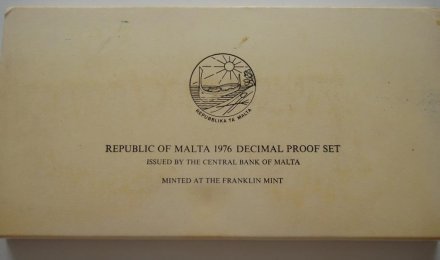 REPUBBLIKA TA MALTA
REPUBLIC OF MALTA 1976 DECIMAL PROOF SET
ISSUED BY THE CENTRAL BANK OF MALTA
MINTED AT THE FRANKLIN MINT